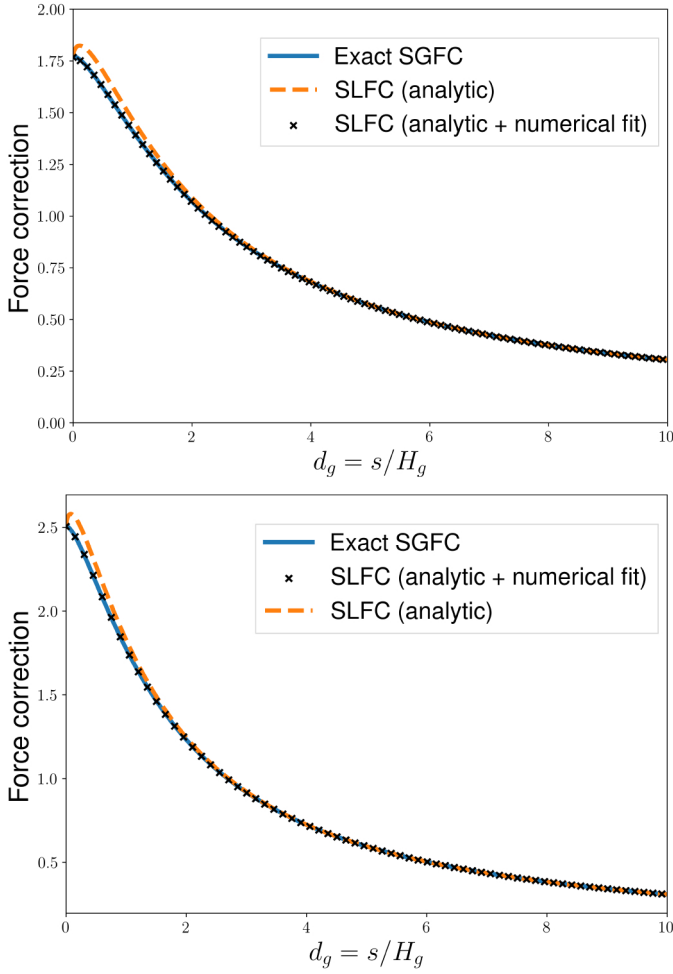 2.00
1.75
1.50
1.25
1.00
0.75
0.50
0.25
0.00
Force correction
Exact SGFC
SLFC (analytic)
SLFC (analytic + numerical fit)
0 2 4 6 8 10
d_g = s/H_g
2.5
2.0
1.5
1.0
0.5
Force correction
Exact SGFC
SLFC (analytic + numerical fit)
SLFC (analytic)
0 2 4 6 8 10
d_g = s/H_g